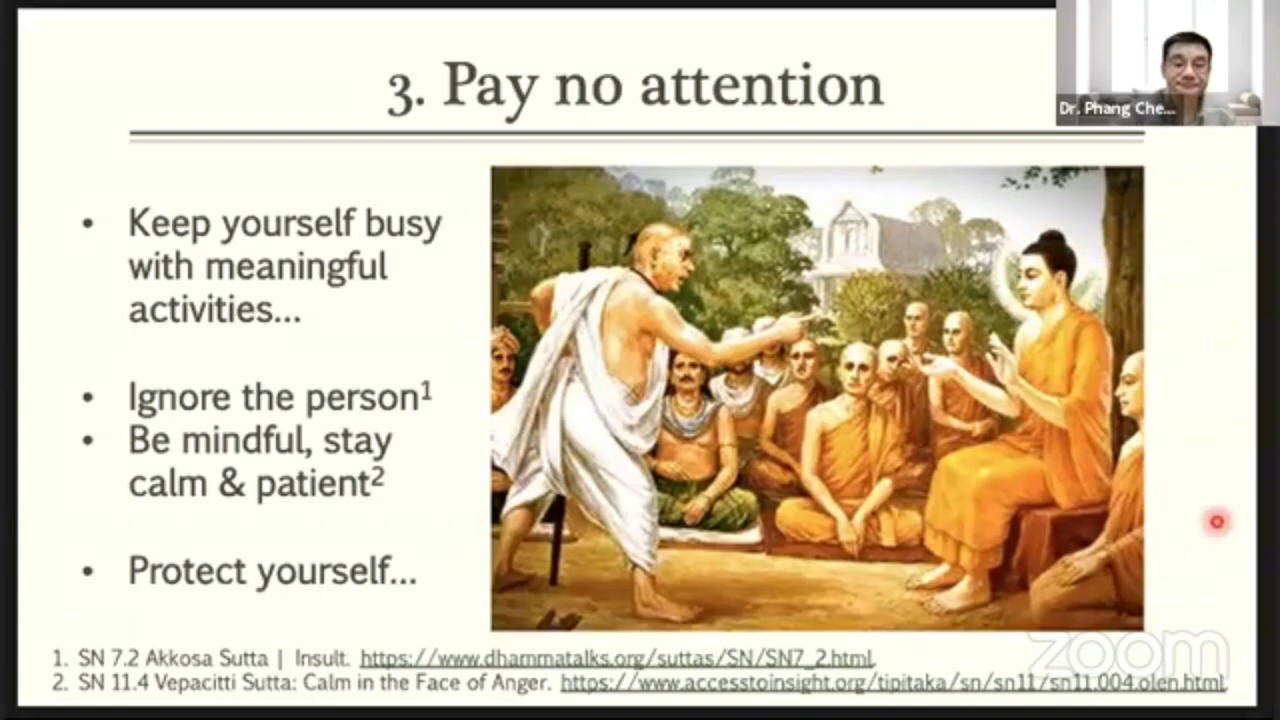 3. Pay no attention
Dr. Phang Che...
• Keep yourself busy
with meaningful
activities...
• Ignore the person¹
• Be mindful, stay
calm & patient²
• Protect yourself...
zoom
1. SN 7.2 Akkosa Sutta | Insult. https://www.dhammatalks.org/suttas/SN/SN7_2.html.
2. SN 11.4 Vepacitti Sutta: Calm in the Face of Anger. https://www.accesstoinsight.org/tipitaka/sn/sn11/sn11.004.olen.html.